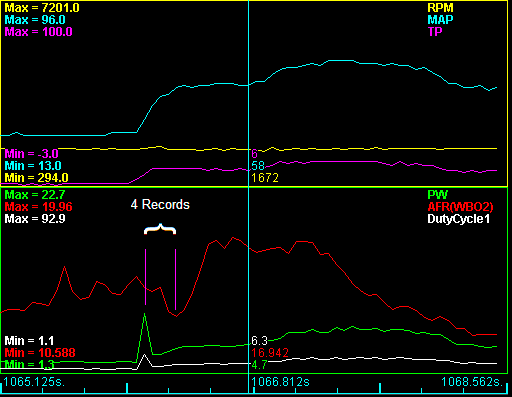 Max = 7201.0 RPM
Max = 96.0 MAP
Max = 100.0 TP
Min = -3.0 6
Min = 13.0 58
Min = 294.0 1672
Max = 22.7 PW
Max = 19.96 AFR(WBO2)
Max = 92.9 DutyCycle1
4 Records
Min = 1.1 6.3
Min = 10.588 16.942
Min = 1.3 4.7
1065.125s. 1066.812s 1068.562s.